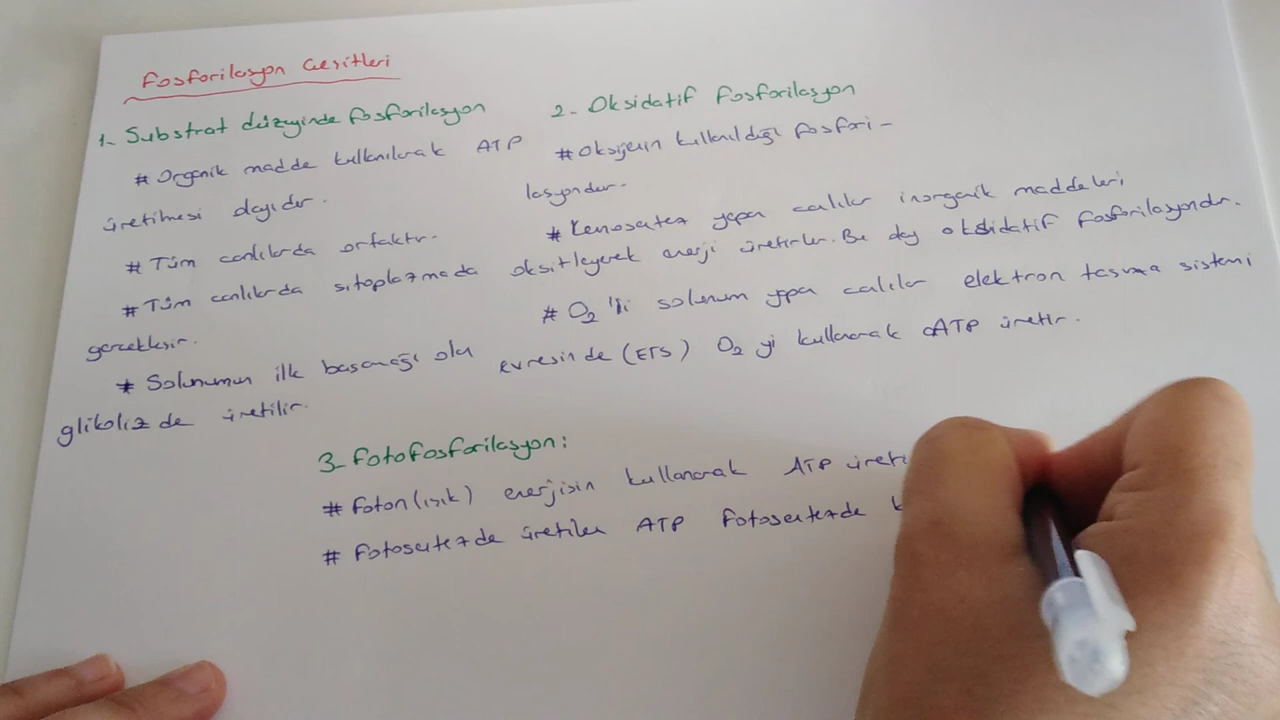 Fosforilasyon Çeşitleri
1- Substrat düzeyinde fosforilasyon
# Organik madde kullanılarak ATP
üretilmesi olayıdır.
# Tüm canlılarda ortaktır.
# Tüm canlılarda sitoplazmada
gerçekleşir.
# Solunumun ilk basamağı olan
glikolizde üretilir.
2- Oksidatif fosforilasyon
# Oksijenin kullanıldığı fosfori-
lasyondur.
# Kemosentez yapan canlılar inorganik maddeleri
oksitleyerek enerji üretirler. Bu olay oksidatif fosforilasyondur.
# O2 'li solunum yapan canlılar elektron taşıma sistemi
evresinde (ETS) O2 yi kullanarak ATP üretir.
3- Fotofosforilasyon:
# Foton (ışık) enerjisin kullanarak ATP üreti
# Fotosentezde üretilen ATP fotosentezde